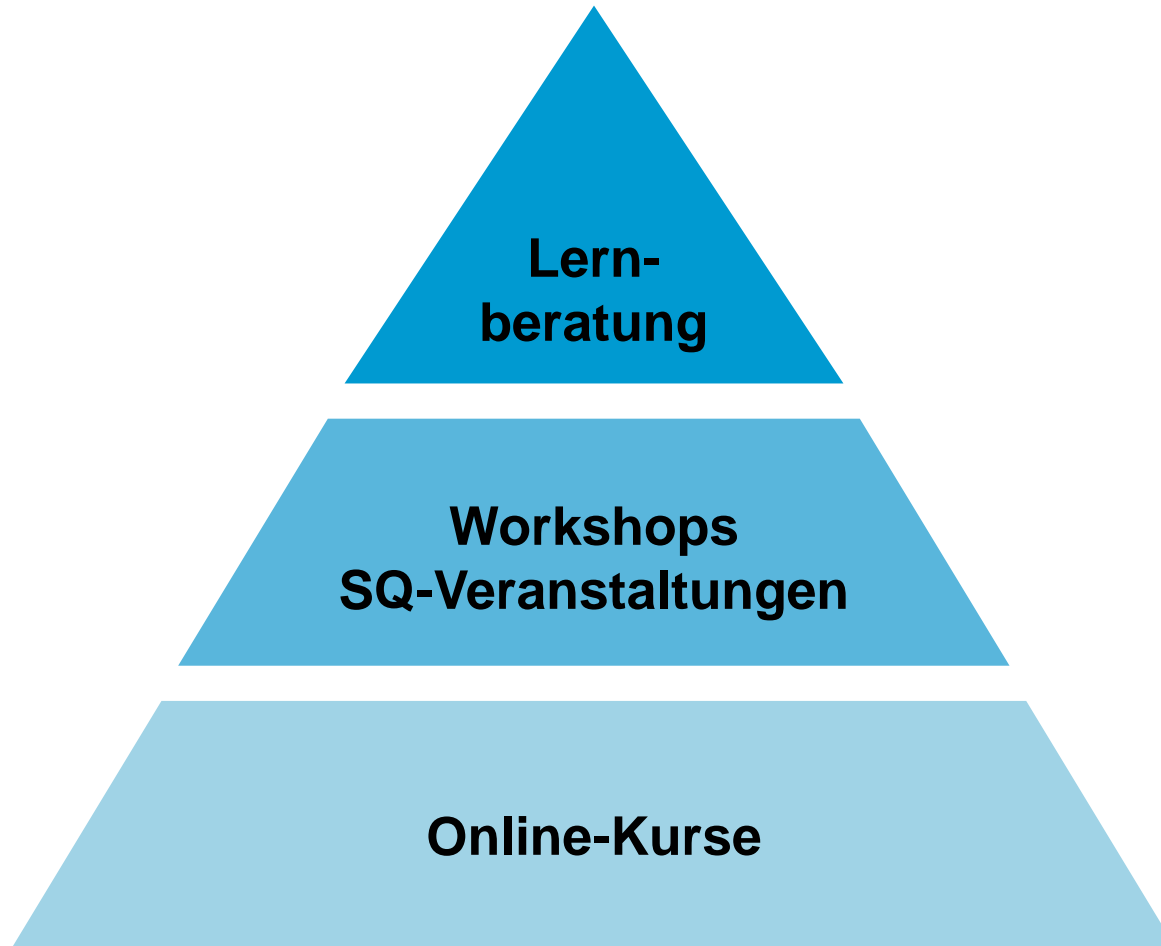 Lern-
beratung
Workshops
SQ-Veranstaltungen
Online-Kurse